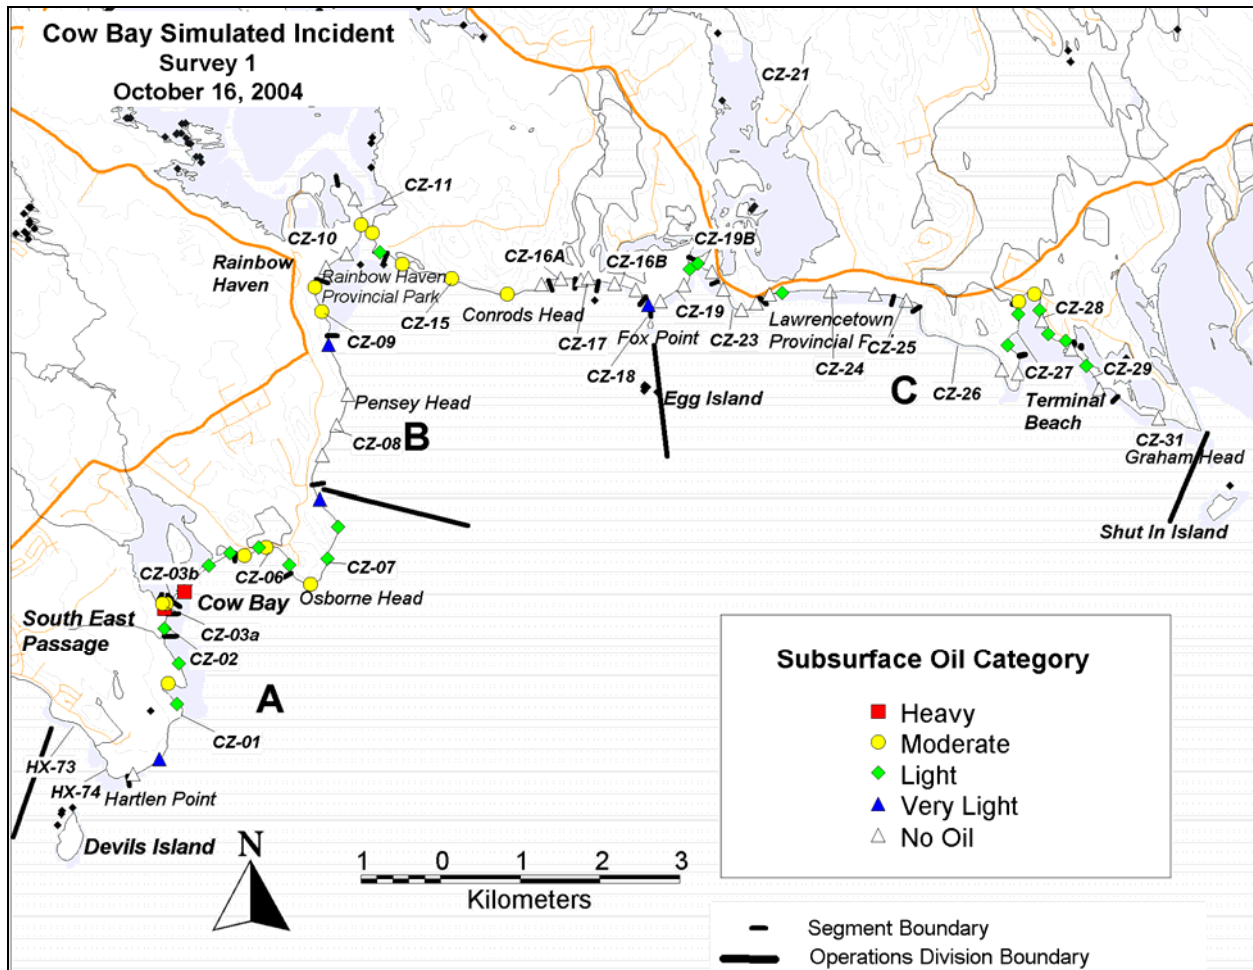 Cow Bay Simulated Incident
Survey 1
October 16, 2004
CZ-21
CZ-11
CZ-10
CZ-19B
Rainbow
Haven
Rainbow Haven
Provincial Park
CZ-16A
CZ-16B
CZ-15
Conrods Head
CZ-09
CZ-17
Fox Point
CZ-19
CZ-23
Lawrencetown
Provincial P
CZ-25
CZ-24
CZ-28
CZ-18
Egg Island
C
CZ-26
CZ-27
CZ-29
Terminal
Beach
CZ-31
Graham Head
Pensey Head
CZ-08
B
Shut In Island
CZ-03b
CZ-06
CZ-07
Cow Bay
Osborne Head
South East
Passage
CZ-03a
CZ-02
A
CZ-01
HX-73
HX-74
Hartlen Point
Devils Island
N
1 0 1 2 3
Kilometers
Subsurface Oil Category
Heavy
Moderate
Light
Very Light
No Oil
Segment Boundary
Operations Division Boundary